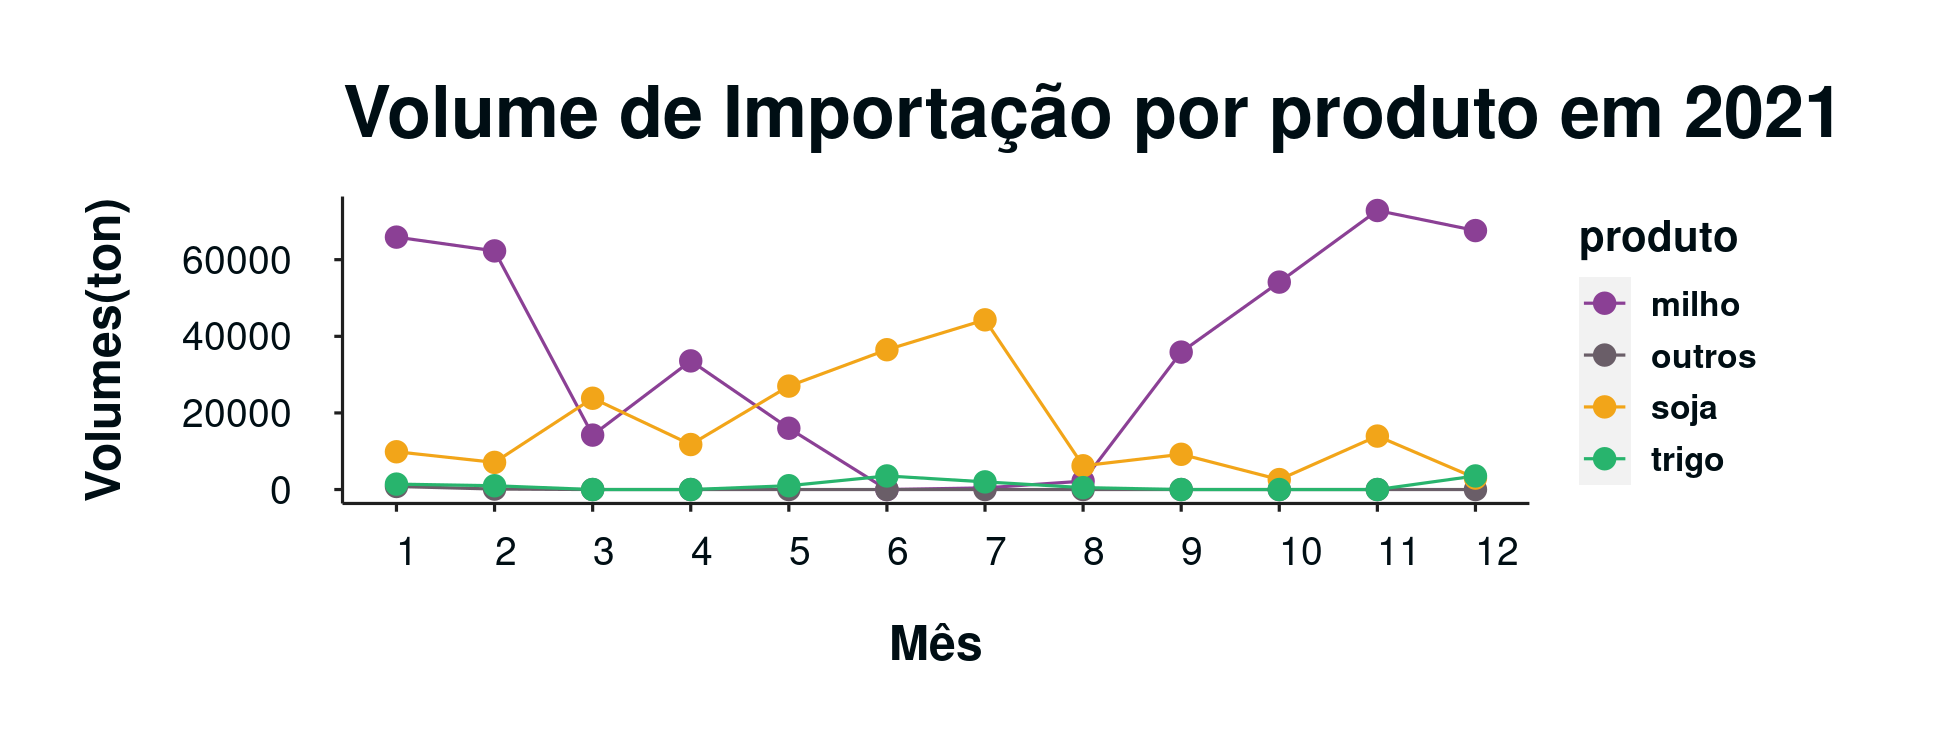 Volume de Importação por produto em 2021
Volumes(ton)
60000
40000
20000
0
1 2 3 4 5 6 7 8 9 10 11 12
Mês
produto
milho
outros
soja
trigo